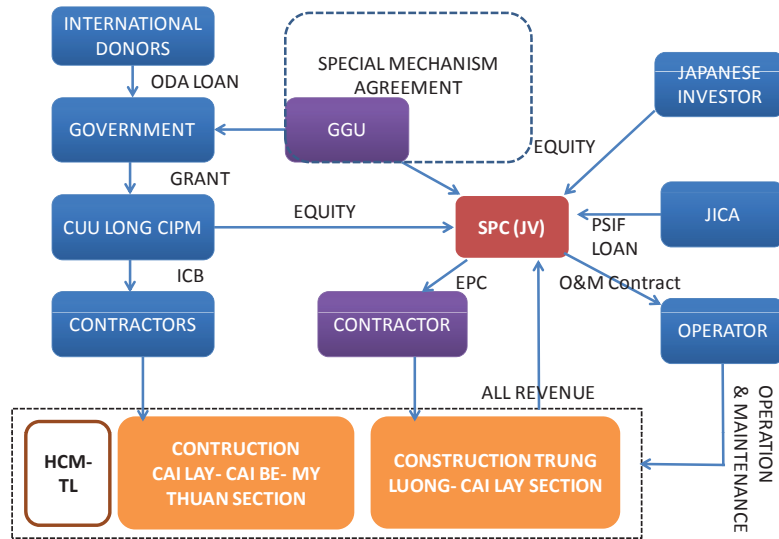 INTERNATIONAL
DONORS
ODA LOAN
SPECIAL MECHANISM
AGREEMENT
JAPANESE
INVESTOR
GOVERNMENT
GGU
EQUITY
GRANT
CUU LONG CIPM
EQUITY
SPC (JV)
PSIF
LOAN
JICA
ICB
EPC
O&M Contract
CONTRACTORS
CONTRACTOR
OPERATOR
ALL REVENUE
OPERATION
& MAINTENANCE
HCM-
TL
CONTRUCTION
CAI LAY- CAI BE- MY
THUAN SECTION
CONSTRUCTION TRUNG
LUONG- CAI LAY SECTION